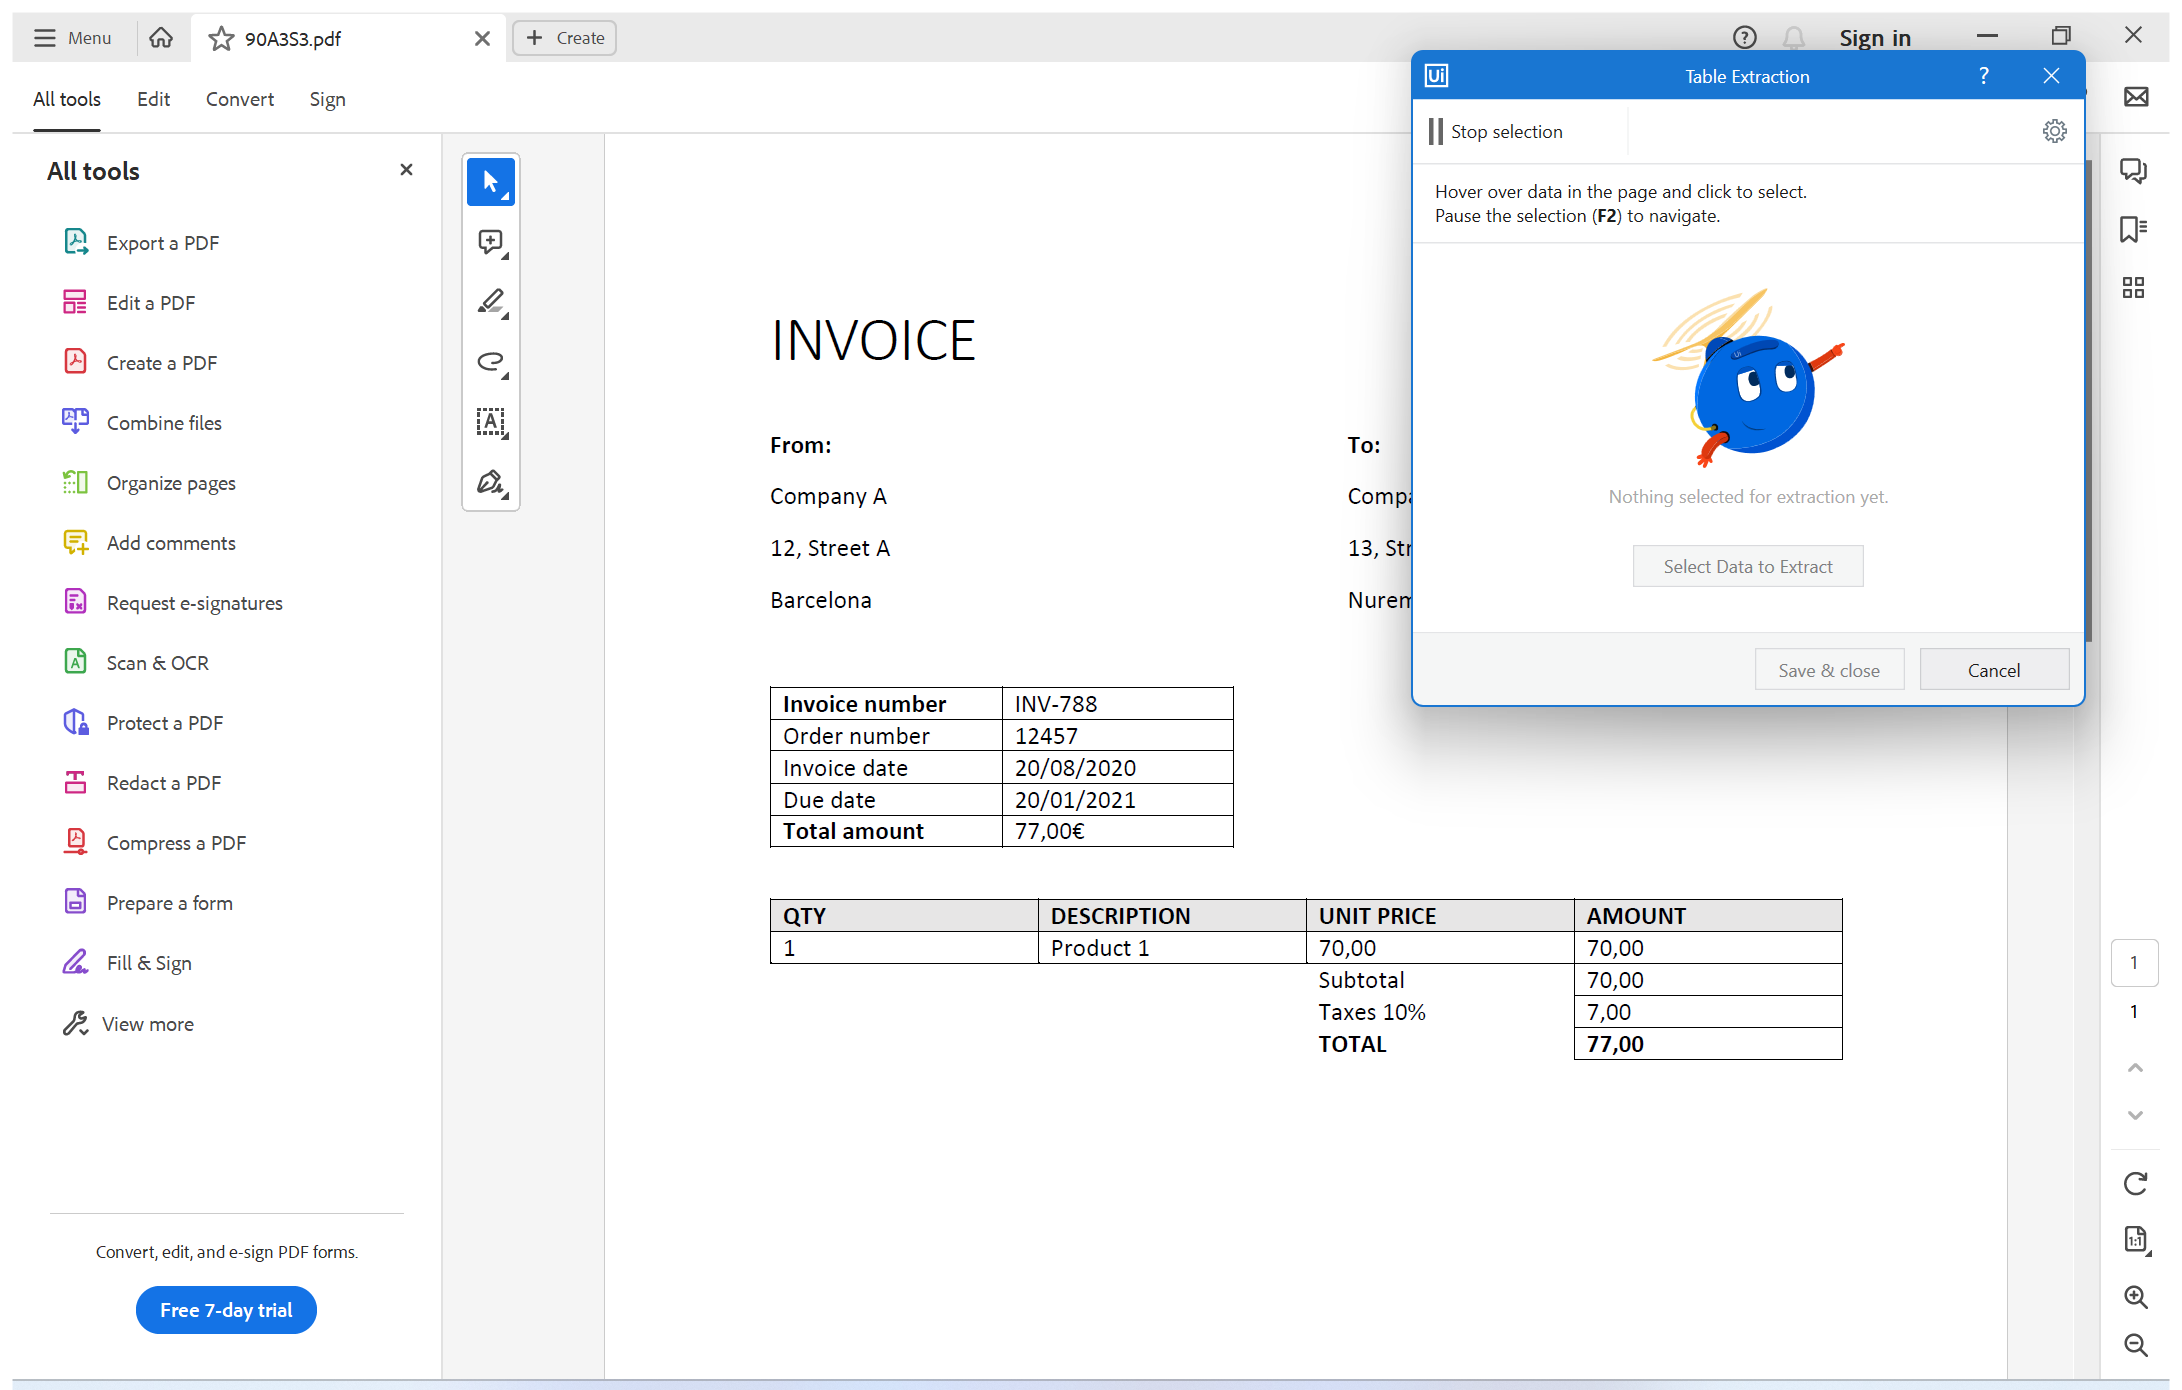 Menu
90A3S3.pdf
Create
Sign in
All tools
Edit
Convert
Sign
All tools
Export a PDF
Edit a PDF
Create a PDF
Combine files
Organize pages
Add comments
Request e-signatures
Scan & OCR
Protect a PDF
Redact a PDF
Compress a PDF
Prepare a form
Fill & Sign
View more
Convert, edit, and e-sign PDF forms.
Free 7-day trial
INVOICE
From:
To:
Company A
Compa
12, Street A
13, Str
Barcelona
Nurem
Invoice number INV-788
Order number 12457
Invoice date 20/08/2020
Due date 20/01/2021
Total amount 77,00€
QTY DESCRIPTION UNIT PRICE AMOUNT
1 Product 1 70,00 70,00
Subtotal 70,00
Taxes 10% 7,00
TOTAL 77,00
Ui Table Extraction ?
Stop selection
Hover over data in the page and click to select.
Pause the selection (F2) to navigate.
UI
Nothing selected for extraction yet.
Select Data to Extract
Save & close
Cancel
1
1
1:1